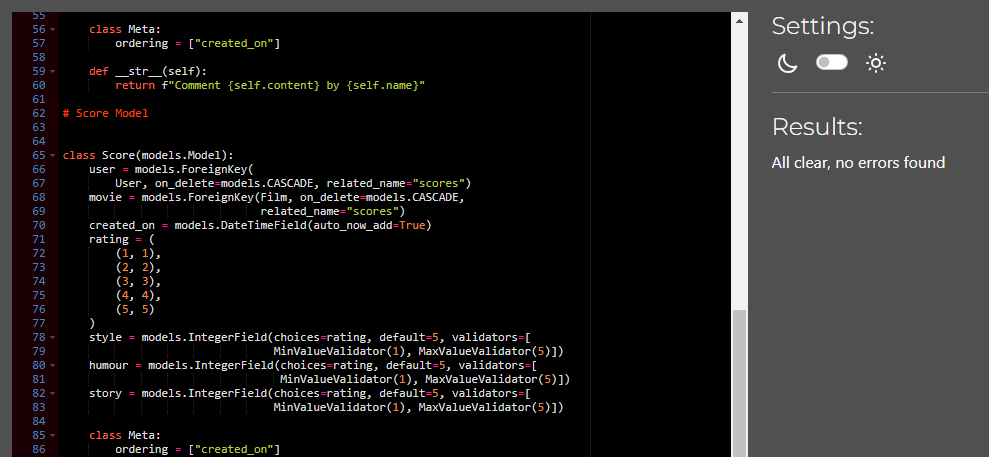 55
56 class Meta:
57 ordering = ["created_on"]
58
59 def __str__(self):
60 return f"Comment {self.content} by {self.name}"
61
62 # Score Model
63
64
65 class Score(models.Model):
66 user = models.ForeignKey(
67 User, on_delete=models.CASCADE, related_name="scores")
68 movie = models.ForeignKey(Film, on_delete=models.CASCADE,
69 related_name="scores")
70 created_on = models.DateTimeField(auto_now_add=True)
71 rating = (
72 (1, 1),
73 (2, 2),
74 (3, 3),
75 (4, 4),
76 (5, 5)
77 )
78 style = models.IntegerField(choices=rating, default=5, validators=[
79 MinValueValidator(1), MaxValueValidator(5)])
80 humour = models.IntegerField(choices=rating, default=5, validators=[
81 MinValueValidator(1), MaxValueValidator(5)])
82 story = models.IntegerField(choices=rating, default=5, validators=[
83 MinValueValidator(1), MaxValueValidator(5)])
84
85 class Meta:
86 ordering = ["created_on"]
Settings:
Results:
All clear, no errors found